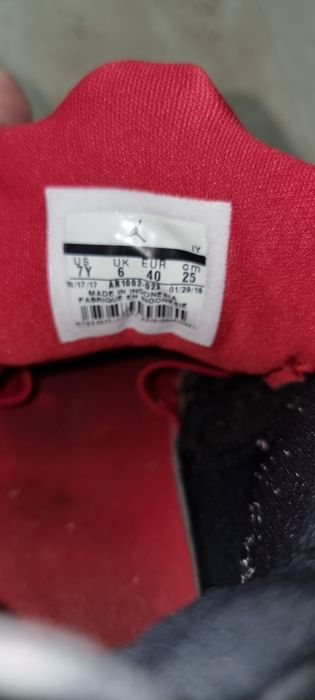 IY
US UK EUR cm
7Y 6 40 25
10/17/17 AR1002-023 01/29/18
MADE IN INDONESIA
FABRIQUE EN INDONESIE